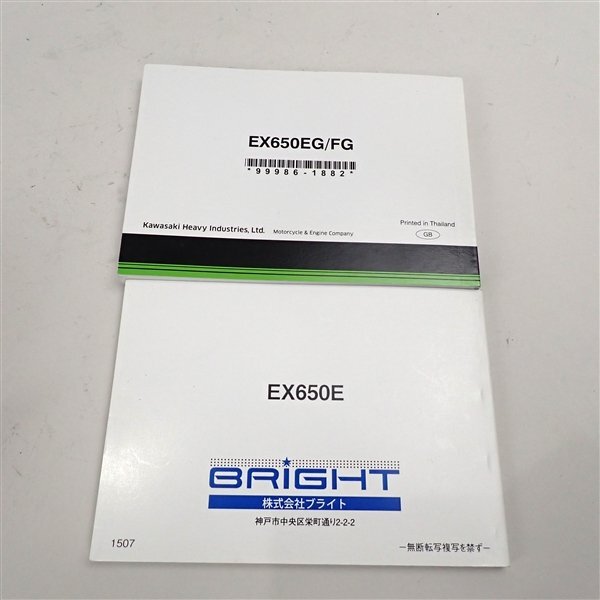 EX650EG/FG
*99986-1882*
Printed in Thailand
Kawasaki Heavy Industries, Ltd. Motorcycle & Engine Company
GB
EX650E
BRIGHT
株式会社ブライト
神戸市中央区栄町通り2-2-2
1507
―無断転写複写を禁ず―